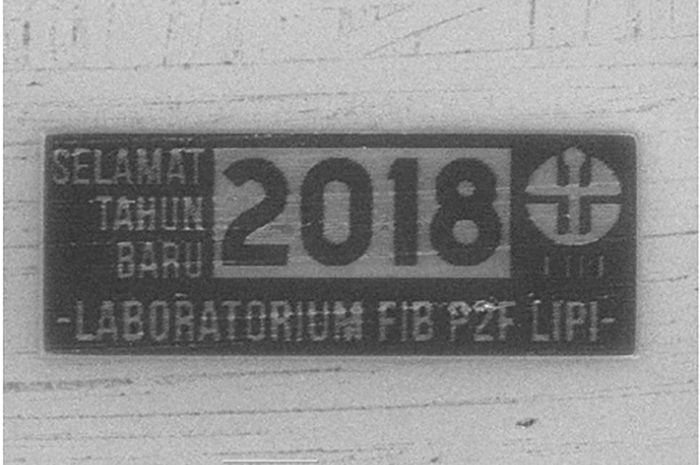 SELAMAT
TAHUN
BARU
2018
LIPI
-LABORATORIUM FIB P2F LIPI-